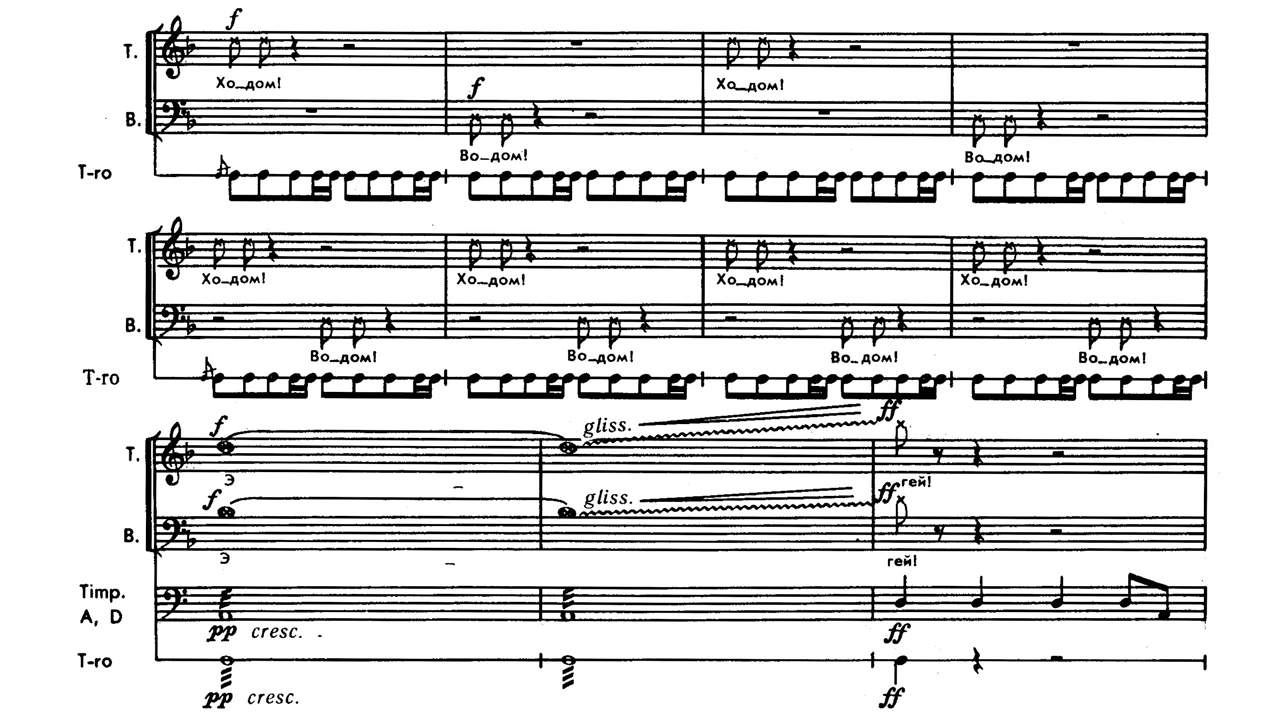 f
T.
Хо_дом! Хо_дом!
f
B.
Во_дом! Во_дом!
T-ro
T.
Хо_дом! Хо_дом! Хо_дом! Хо_дом!
B.
Во_дом! Во_дом! Во_дом! Во_дом!
T-ro
f gliss. ff
T.
Э гей!
f gliss. ff
B.
Э гей!
Timp.
A, D
pp cresc. ff
T-ro
pp cresc. ff